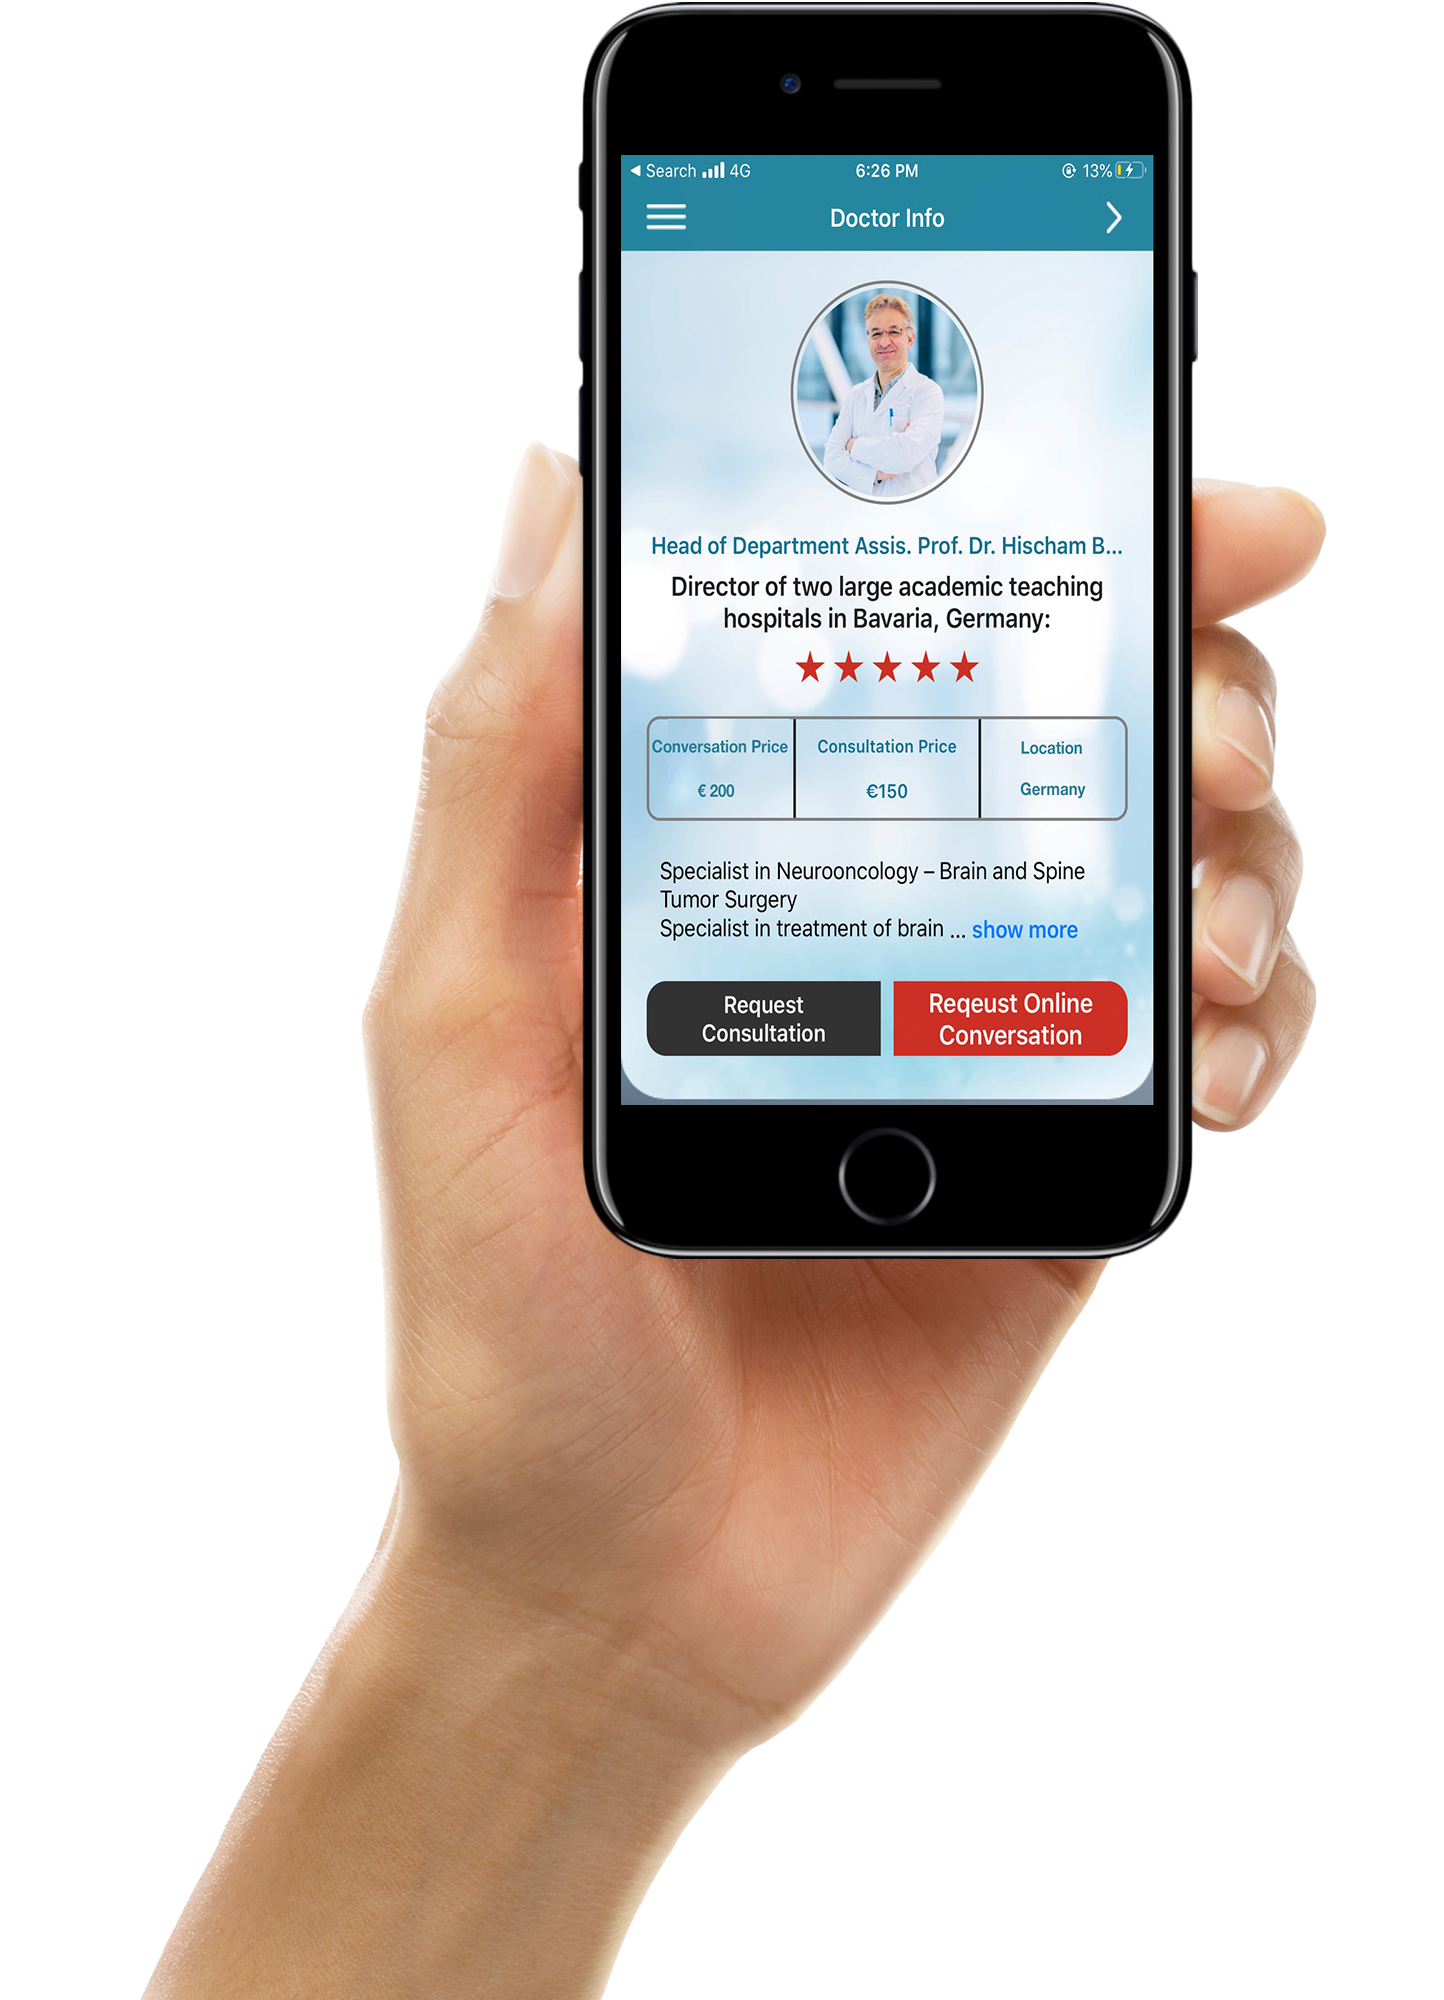 Search 4G 6:26 PM 13%
Doctor Info
Head of Department Assis. Prof. Dr. Hischam B...
Director of two large academic teaching
hospitals in Bavaria, Germany:
Conversation Price Consultation Price Location
€ 200 €150 Germany
Specialist in Neurooncology – Brain and Spine
Tumor Surgery
Specialist in treatment of brain ... show more
Request
Consultation
Reqeust Online
Conversation